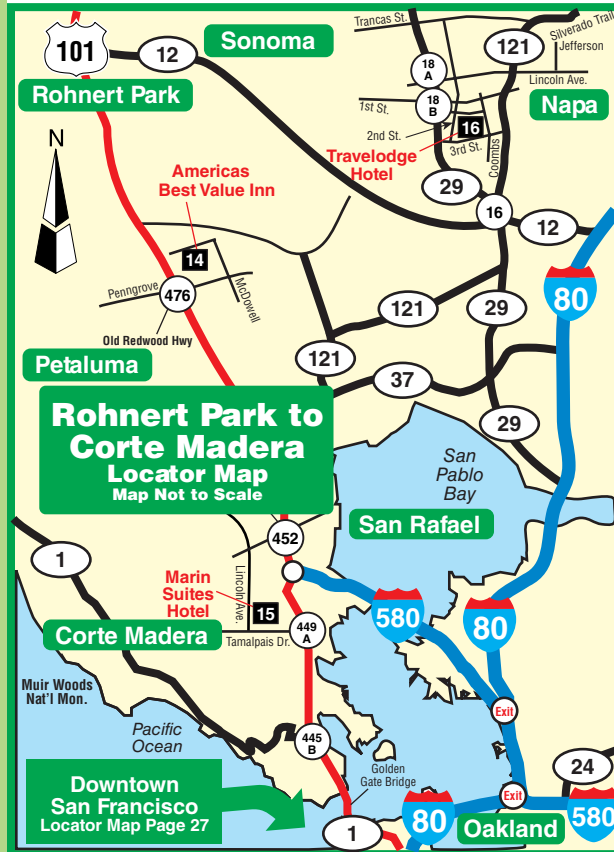 Trancas St.
Silverado Trail
Jefferson
101
12
Sonoma
121
18
A
Lincoln Ave.
Rohnert Park
1st St.
18
B
Napa
2nd St.
16
3rd St.
Coombs
N
Travelodge
Hotel
Americas
Best Value Inn
29
16
12
14
Penngrove
476
McDowell
80
121
29
Old Redwood Hwy
121
Petaluma
37
29
Rohnert Park to
Corte Madera
Locator Map
Map Not to Scale
San
Pablo
Bay
452
San Rafael
1
Lincoln Ave.
Marin
Suites
Hotel
15
580
80
449
A
Corte Madera
Tamalpais Dr.
Muir Woods
Nat'l Mon.
Exit
Pacific
Ocean
445
B
Golden
Gate Bridge
24
Downtown
San Francisco
Locator Map Page 27
Exit
1
80
Oakland
580